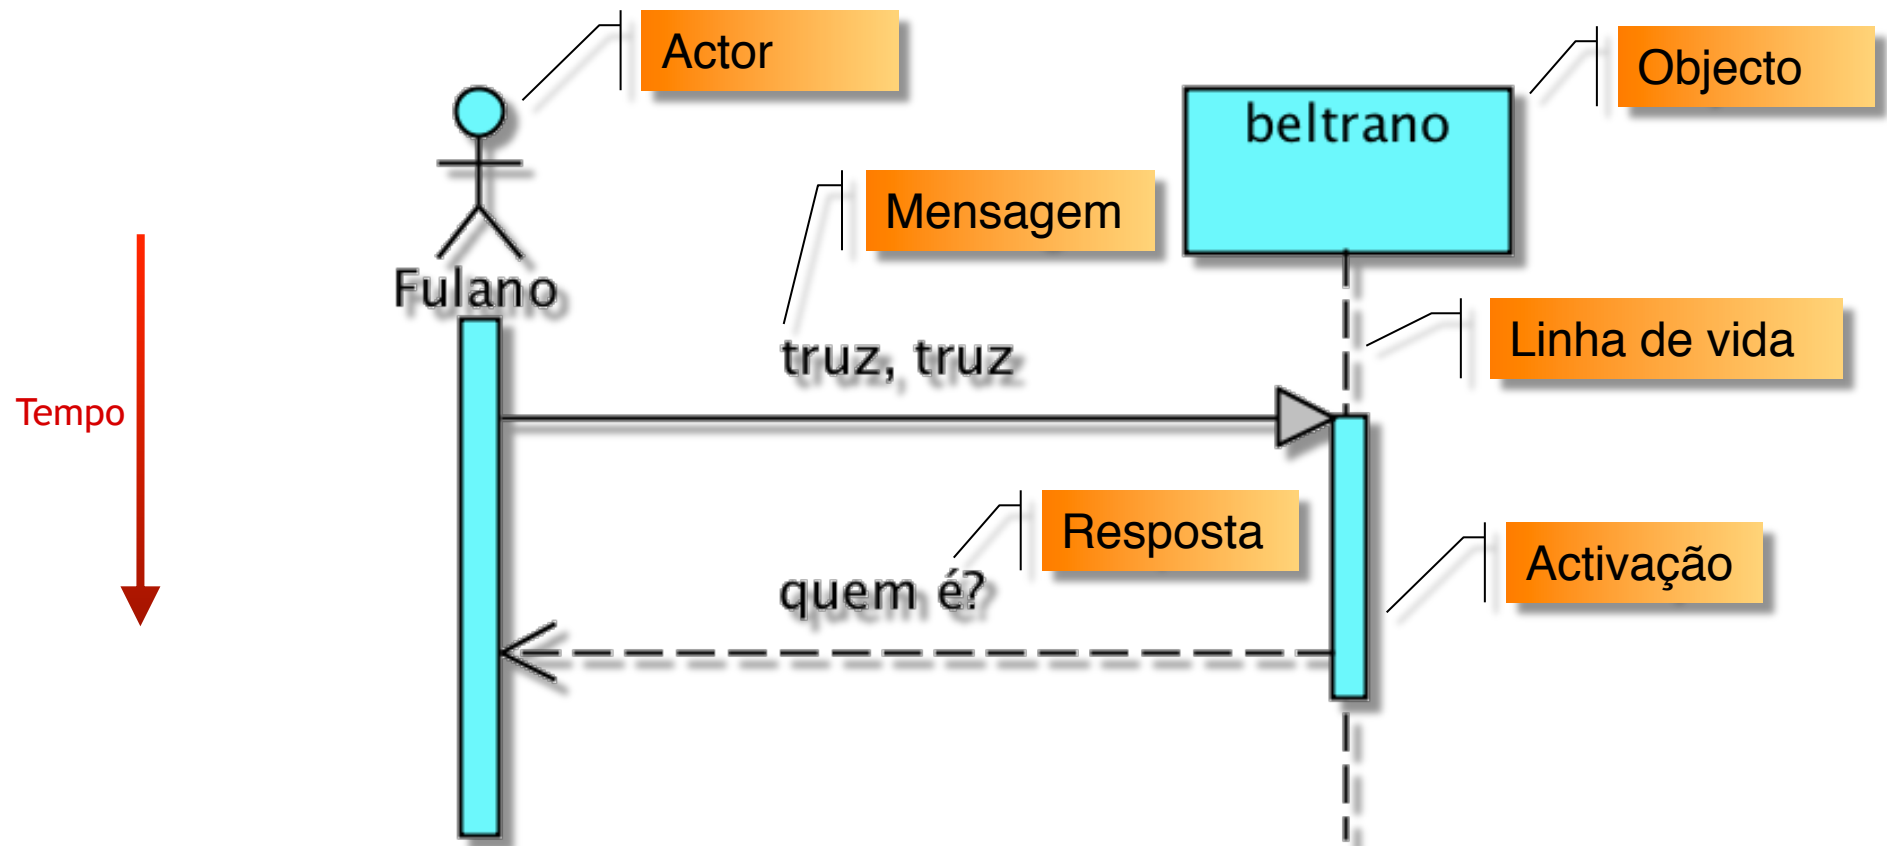 Actor
Objecto
beltrano
Mensagem
Fulano
Linha de vida
truz, truz
Tempo
Resposta
Activação
quem é?